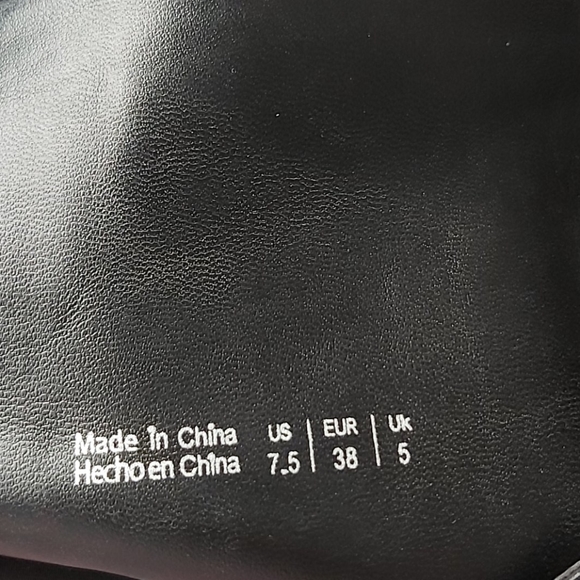 Made in China US | EUR | Uk
Hecho en China 7.5 | 38 | 5